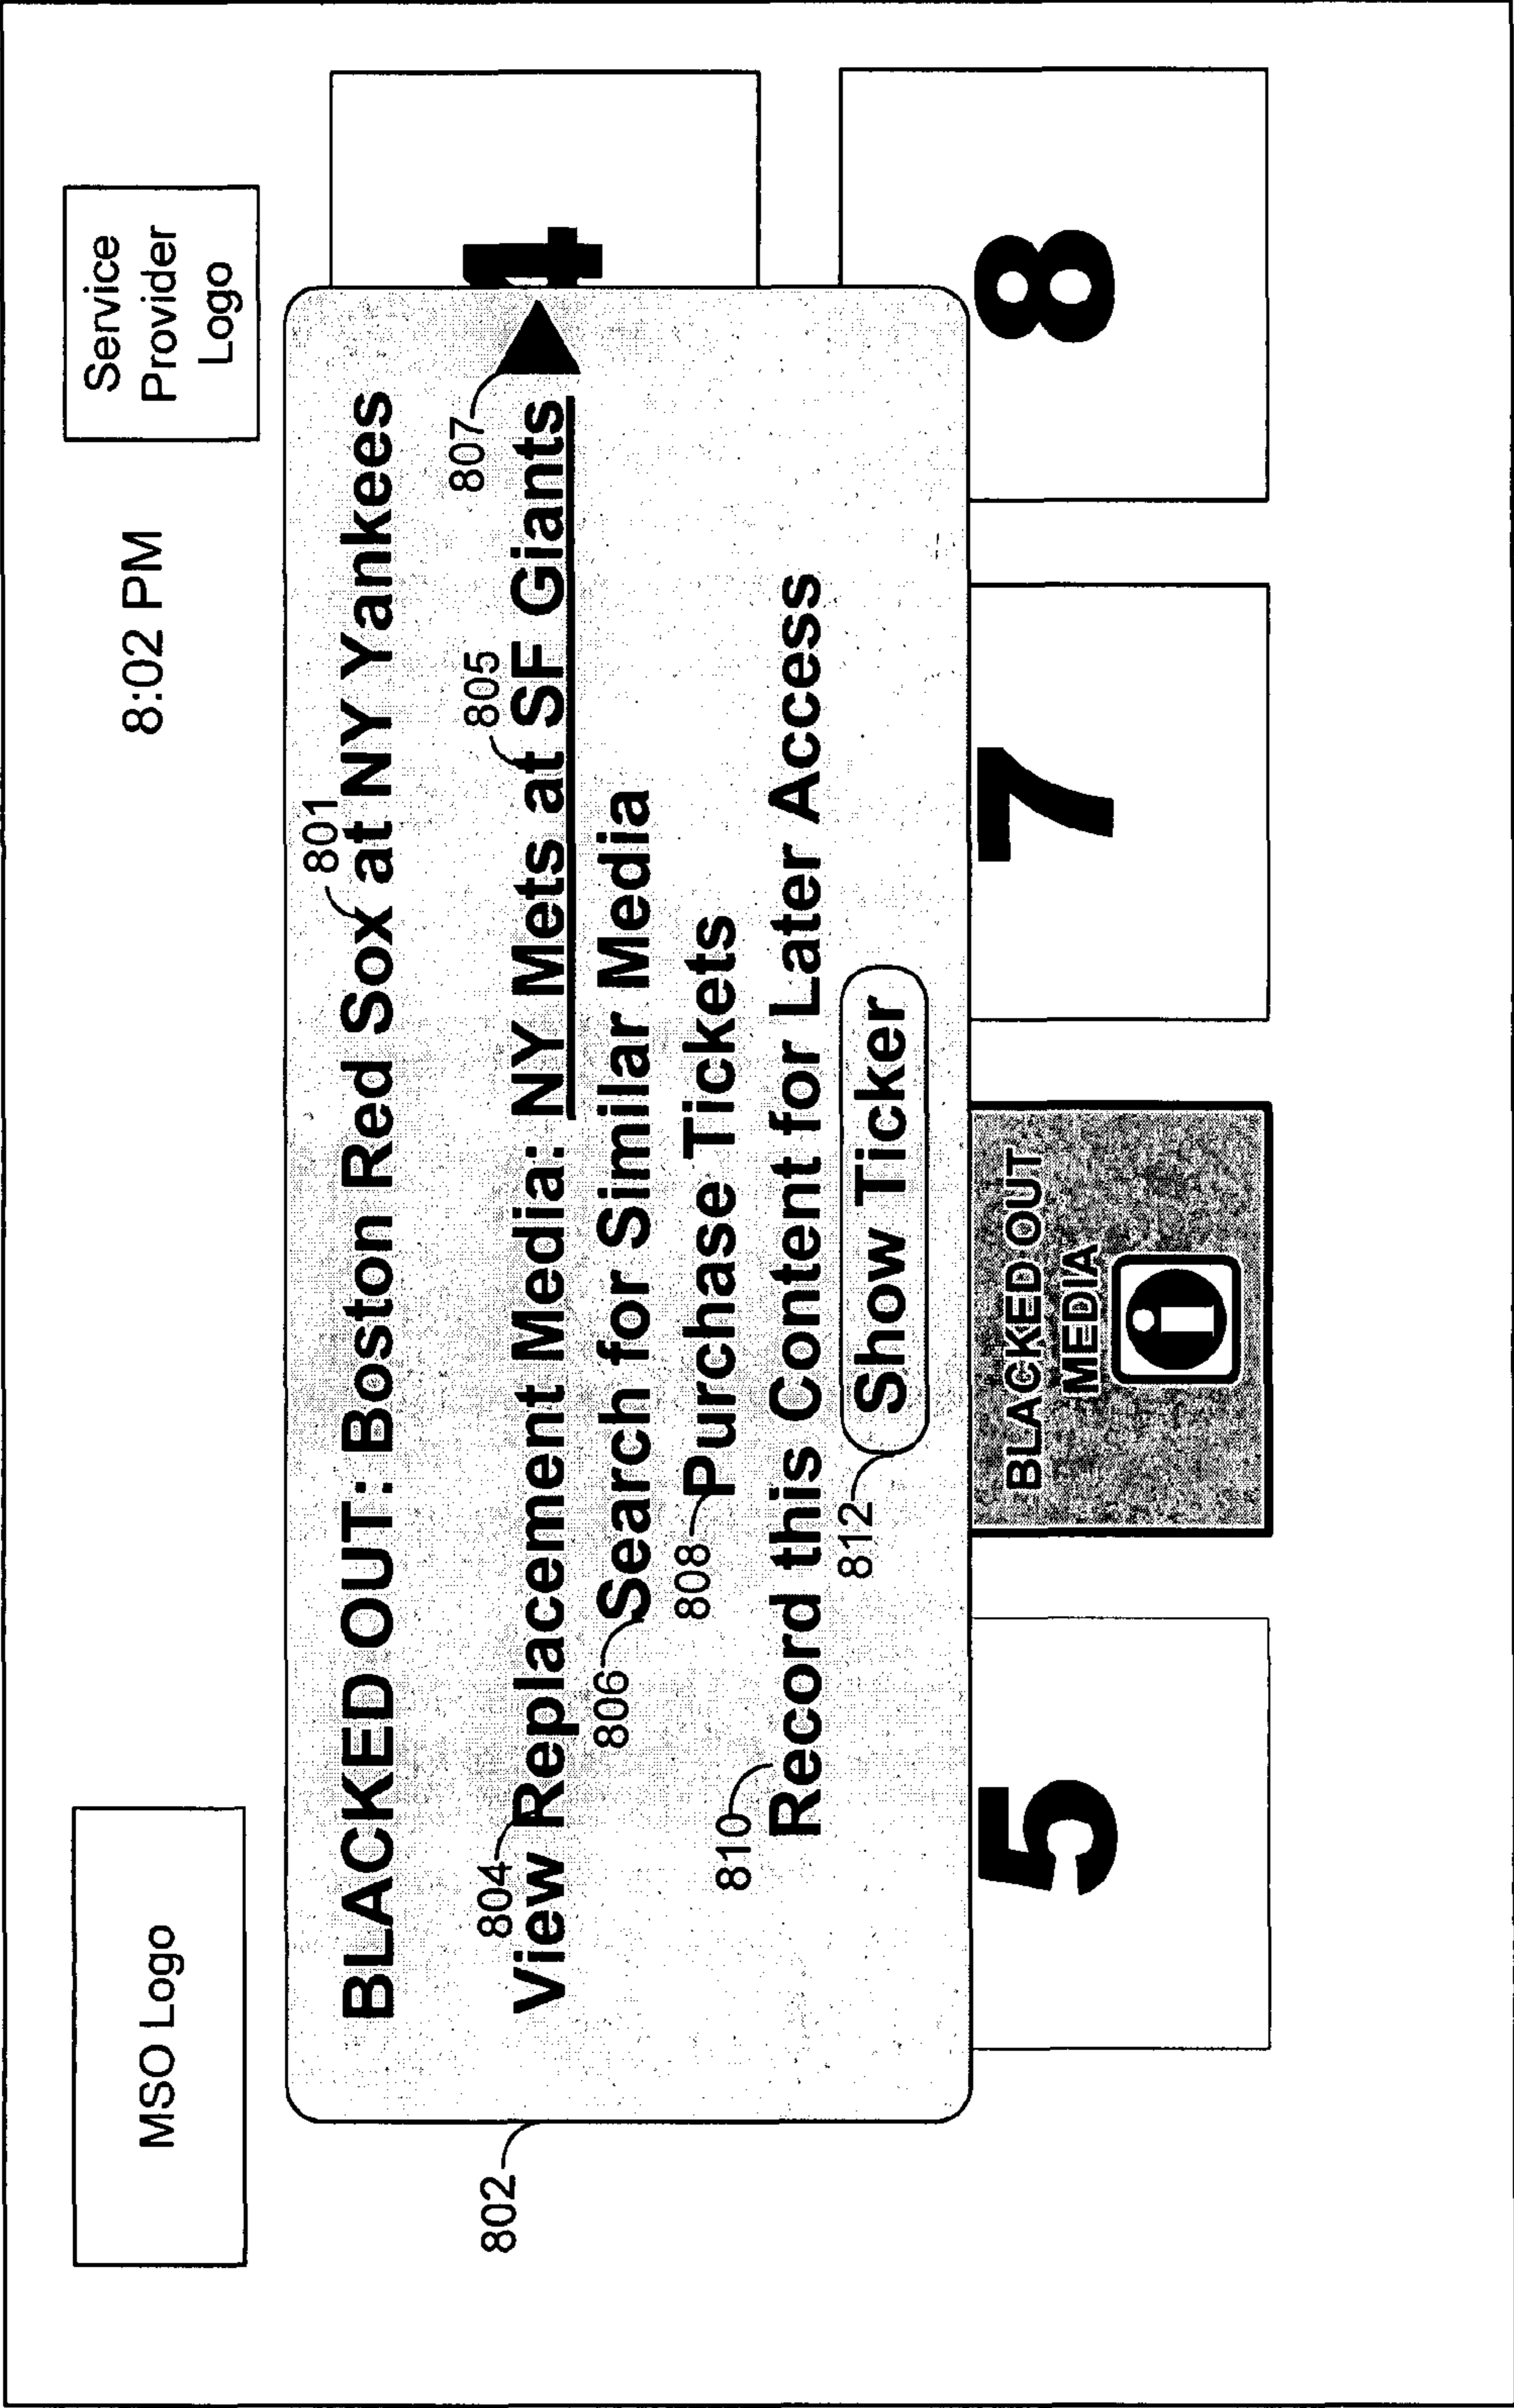 MSO Logo
8:02 PM
Service
Provider
Logo
801
BLACKED OUT: Boston Red Sox at NY Yankees
802
804
805
807
View Replacement Media: NY Mets at SF Giants
806
Search for Similar Media
808
Purchase Tickets
810
Record this Content for Later Access
812
Show Ticker
4
5
BLACKED OUT
MEDIA
i
7
8